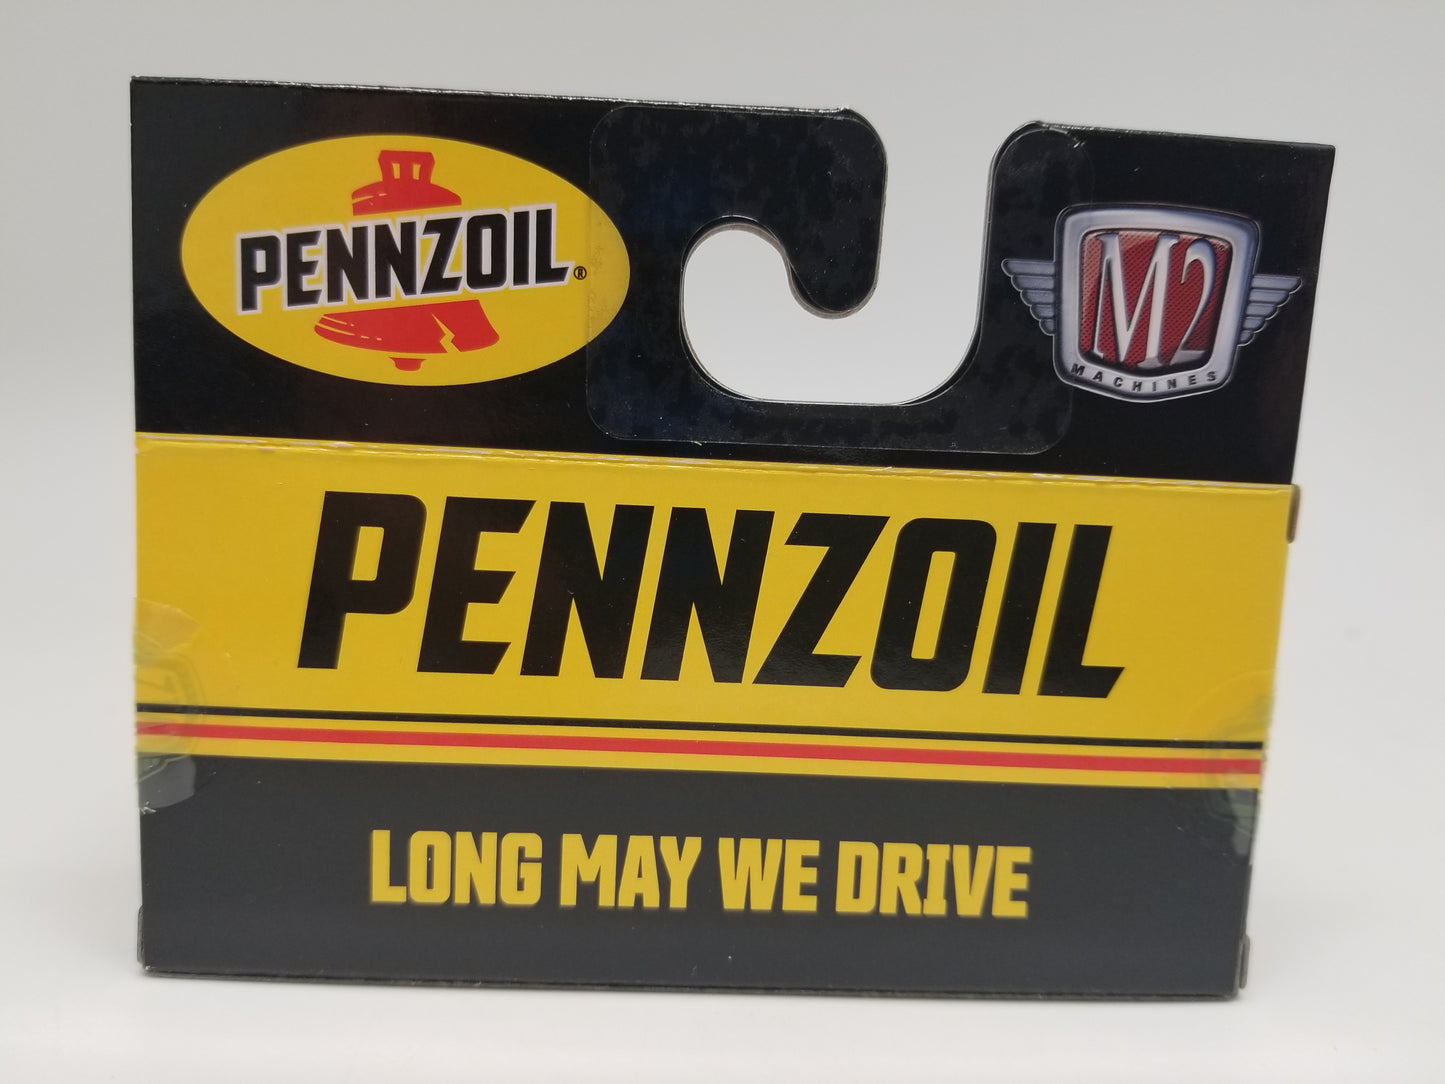 PENNZOIL®
M2
MACHINES
PENNZOIL
LONG MAY WE DRIVE